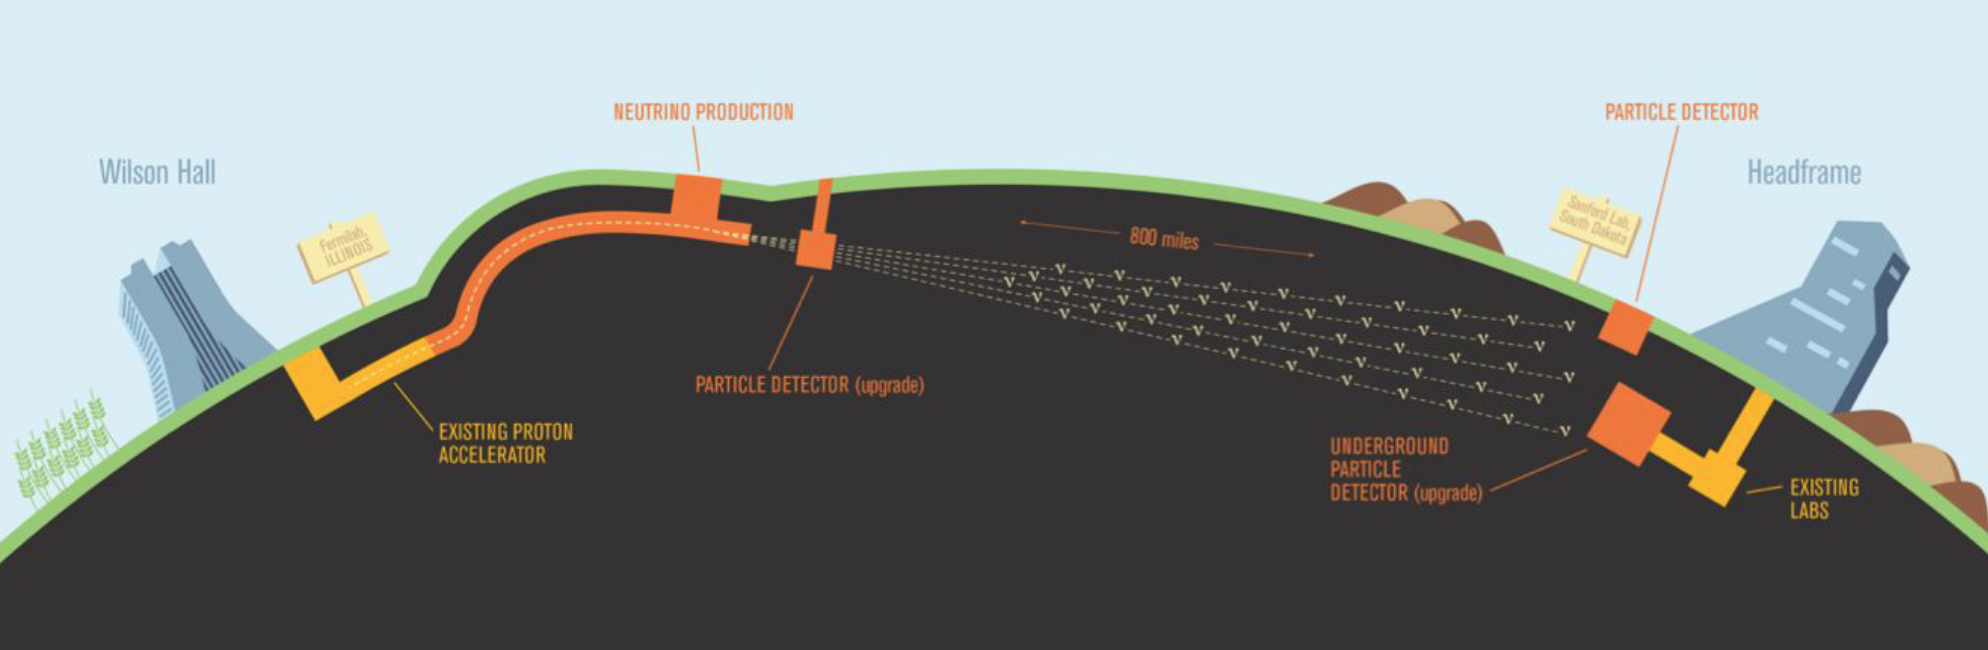 NEUTRINO PRODUCTION
PARTICLE DETECTOR
Wilson Hall
Headframe
Fermilab,
ILLINOIS
800 miles
Sanford Lab,
South Dakota
PARTICLE DETECTOR (upgrade)
EXISTING PROTON
ACCELERATOR
UNDERGROUND
PARTICLE
DETECTOR (upgrade)
EXISTING
LABS
ν ν ν ν ν ν ν ν ν ν
ν ν ν ν ν ν ν ν ν ν
ν ν ν ν ν ν ν ν ν ν
ν ν ν ν ν ν ν ν ν ν
ν ν ν ν ν ν ν ν ν ν